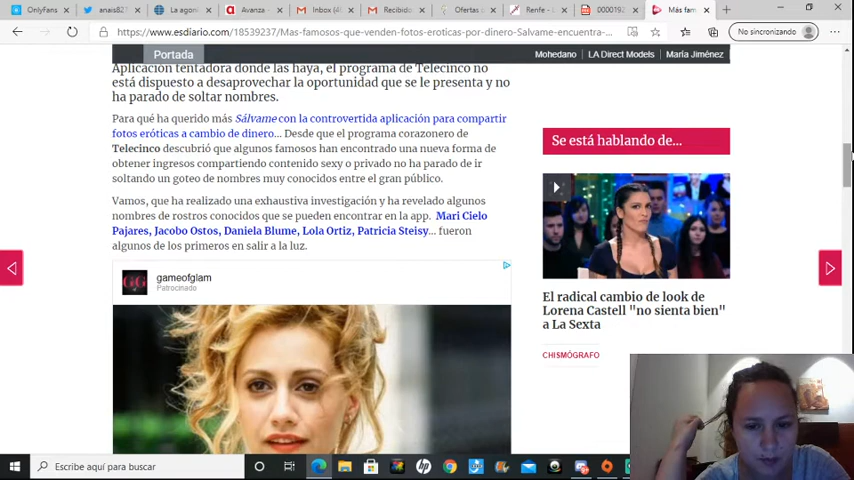 OnlyFans
anais827
La agoní
Avanza
Inbox (4
Recibido
Ofertas
Renfe -
0000192
Más fam
https://www.esdiario.com/18539237/Mas-famosos-que-venden-fotos-eroticas-por-dinero-Salvame-encuentra-...
No sincronizando
Portada
Mohedano | LA Direct Models | María Jiménez
Aplicación tentadora donde las haya, el programa de Telecinco no
está dispuesto a desaprovechar la oportunidad que se le presenta y no
ha parado de soltar nombres.
Para qué ha querido más Sálvame con la controvertida aplicación para compartir
fotos eróticas a cambio de dinero... Desde que el programa corazonero de
Telecinco descubrió que algunos famosos han encontrado una nueva forma de
obtener ingresos compartiendo contenido sexy o privado no ha parado de ir
soltando un goteo de nombres muy conocidos entre el gran público.
Vamos, que ha realizado una exhaustiva investigación y ha revelado algunos
nombres de rostros conocidos que se pueden encontrar en la app. Mari Cielo
Pajares, Jacobo Ostos, Daniela Blume, Lola Ortiz, Patricia Steisy... fueron
algunos de los primeros en salir a la luz.
GG
gameofglam
Patrocinado
Se está hablando de...
El radical cambio de look de
Lorena Castell "no sienta bien"
a La Sexta
CHISMÓGRAFO
Escribe aquí para buscar